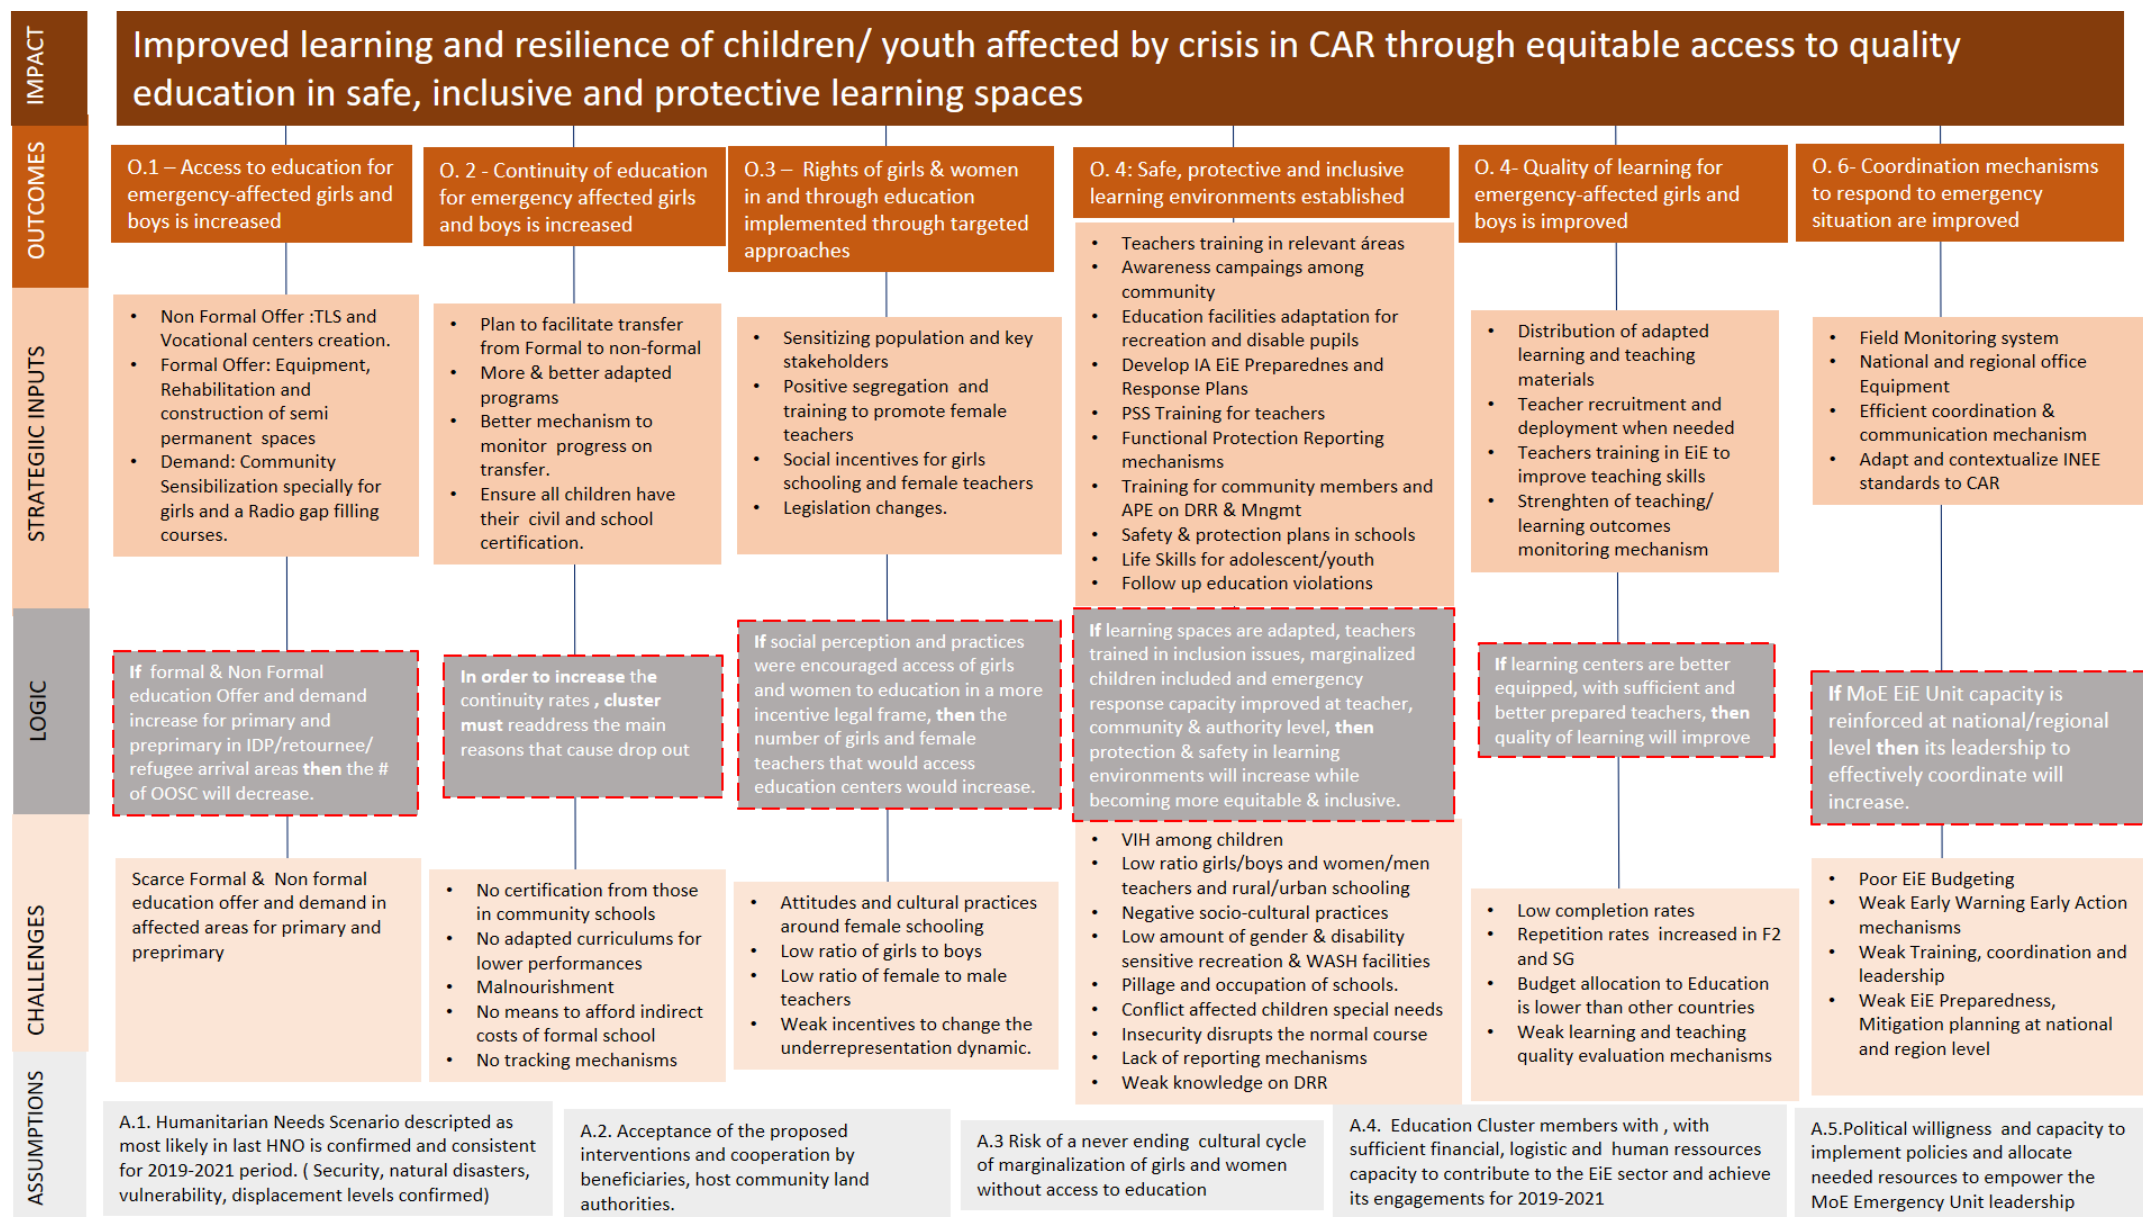 IMPACT
Improved learning and resilience of children/ youth affected by crisis in CAR through equitable access to quality
education in safe, inclusive and protective learning spaces
OUTCOMES
O.1 – Access to education for
emergency-affected girls and
boys is increased
O. 2 - Continuity of education
for emergency affected girls
and boys is increased
O.3 – Rights of girls & women
in and through education
implemented through targeted
approaches
O. 4: Safe, protective and inclusive
learning environments established
O. 4- Quality of learning for
emergency-affected girls and
boys is improved
O. 6- Coordination mechanisms
to respond to emergency
situation are improved
STRATEGIIC INPUTS
• Non Formal Offer :TLS and
Vocational centers creation.
• Formal Offer: Equipment,
Rehabilitation and
construction of semi
permanent spaces
• Demand: Community
Sensibilization specially for
girls and a Radio gap filling
courses.
• Plan to facilitate transfer
from Formal to non-formal
• More & better adapted
programs
• Better mechanism to
monitor progress on
transfer.
• Ensure all children have
their civil and school
certification.
• Sensitizing population and key
stakeholders
• Positive segregation and
training to promote female
teachers
• Social incentives for girls
schooling and female teachers
• Legislation changes.
• Teachers training in relevant áreas
• Awareness campaings among
community
• Education facilities adaptation for
recreation and disable pupils
• Develop IA EiE Preparednes and
Response Plans
• PSS Training for teachers
• Functional Protection Reporting
mechanisms
• Training for community members and
APE on DRR & Mngmt
• Safety & protection plans in schools
• Life Skills for adolescent/youth
• Follow up education violations
• Distribution of adapted
learning and teaching
materials
• Teacher recruitment and
deployment when needed
• Teachers training in EiE to
improve teaching skills
• Strenghten of teaching/
learning outcomes
monitoring mechanism
• Field Monitoring system
• National and regional office
Equipment
• Efficient coordination &
communication mechanism
• Adapt and contextualize INEE
standards to CAR
LOGIC
If formal & Non Formal
education Offer and demand
increase for primary and
preprimary in IDP/retournee/
refugee arrival areas then the #
of OOSC will decrease.
In order to increase the
continuity rates , cluster
must readdress the main
reasons that cause drop out
If social perception and practices
were encouraged access of girls
and women to education in a more
incentive legal frame, then the
number of girls and female
teachers that would access
education centers would increase.
If learning spaces are adapted, teachers
trained in inclusion issues, marginalized
children included and emergency
response capacity improved at teacher,
community & authority level, then
protection & safety in learning
environments will increase while
becoming more equitable & inclusive.
If learning centers are better
equipped, with sufficient and
better prepared teachers, then
quality of learning will improve
If MoE EiE Unit capacity is
reinforced at national/regional
level then its leadership to
effectively coordinate will
increase.
CHALLENGES
Scarce Formal & Non formal
education offer and demand in
affected areas for primary and
preprimary
• No certification from those
in community schools
• No adapted curriculums for
lower performances
• Malnourishment
• No means to afford indirect
costs of formal school
• No tracking mechanisms
• Attitudes and cultural practices
around female schooling
• Low ratio of girls to boys
• Low ratio of female to male
teachers
• Weak incentives to change the
underrepresentation dynamic.
• VIH among children
• Low ratio girls/boys and women/men
teachers and rural/urban schooling
• Negative socio-cultural practices
• Low amount of gender & disability
sensitive recreation & WASH facilities
• Pillage and occupation of schools.
• Conflict affected children special needs
• Insecurity disrupts the normal course
• Lack of reporting mechanisms
• Weak knowledge on DRR
• Low completion rates
• Repetition rates increased in F2
and SG
• Budget allocation to Education
is lower than other countries
• Weak learning and teaching
quality evaluation mechanisms
• Poor EiE Budgeting
• Weak Early Warning Early Action
mechanisms
• Weak Training, coordination and
leadership
• Weak EiE Preparedness,
Mitigation planning at national
and region level
ASSUMPTIONS
A.1. Humanitarian Needs Scenario descripted as
most likely in last HNO is confirmed and consistent
for 2019-2021 period. ( Security, natural disasters,
vulnerability, displacement levels confirmed)
A.2. Acceptance of the proposed
interventions and cooperation by
beneficiaries, host community land
authorities.
A.3 Risk of a never ending cultural cycle
of marginalization of girls and women
without access to education
A.4. Education Cluster members with , with
sufficient financial, logistic and human ressources
capacity to contribute to the EiE sector and achieve
its engagements for 2019-2021
A.5.Political willigness and capacity to
implement policies and allocate
needed resources to empower the
MoE Emergency Unit leadership